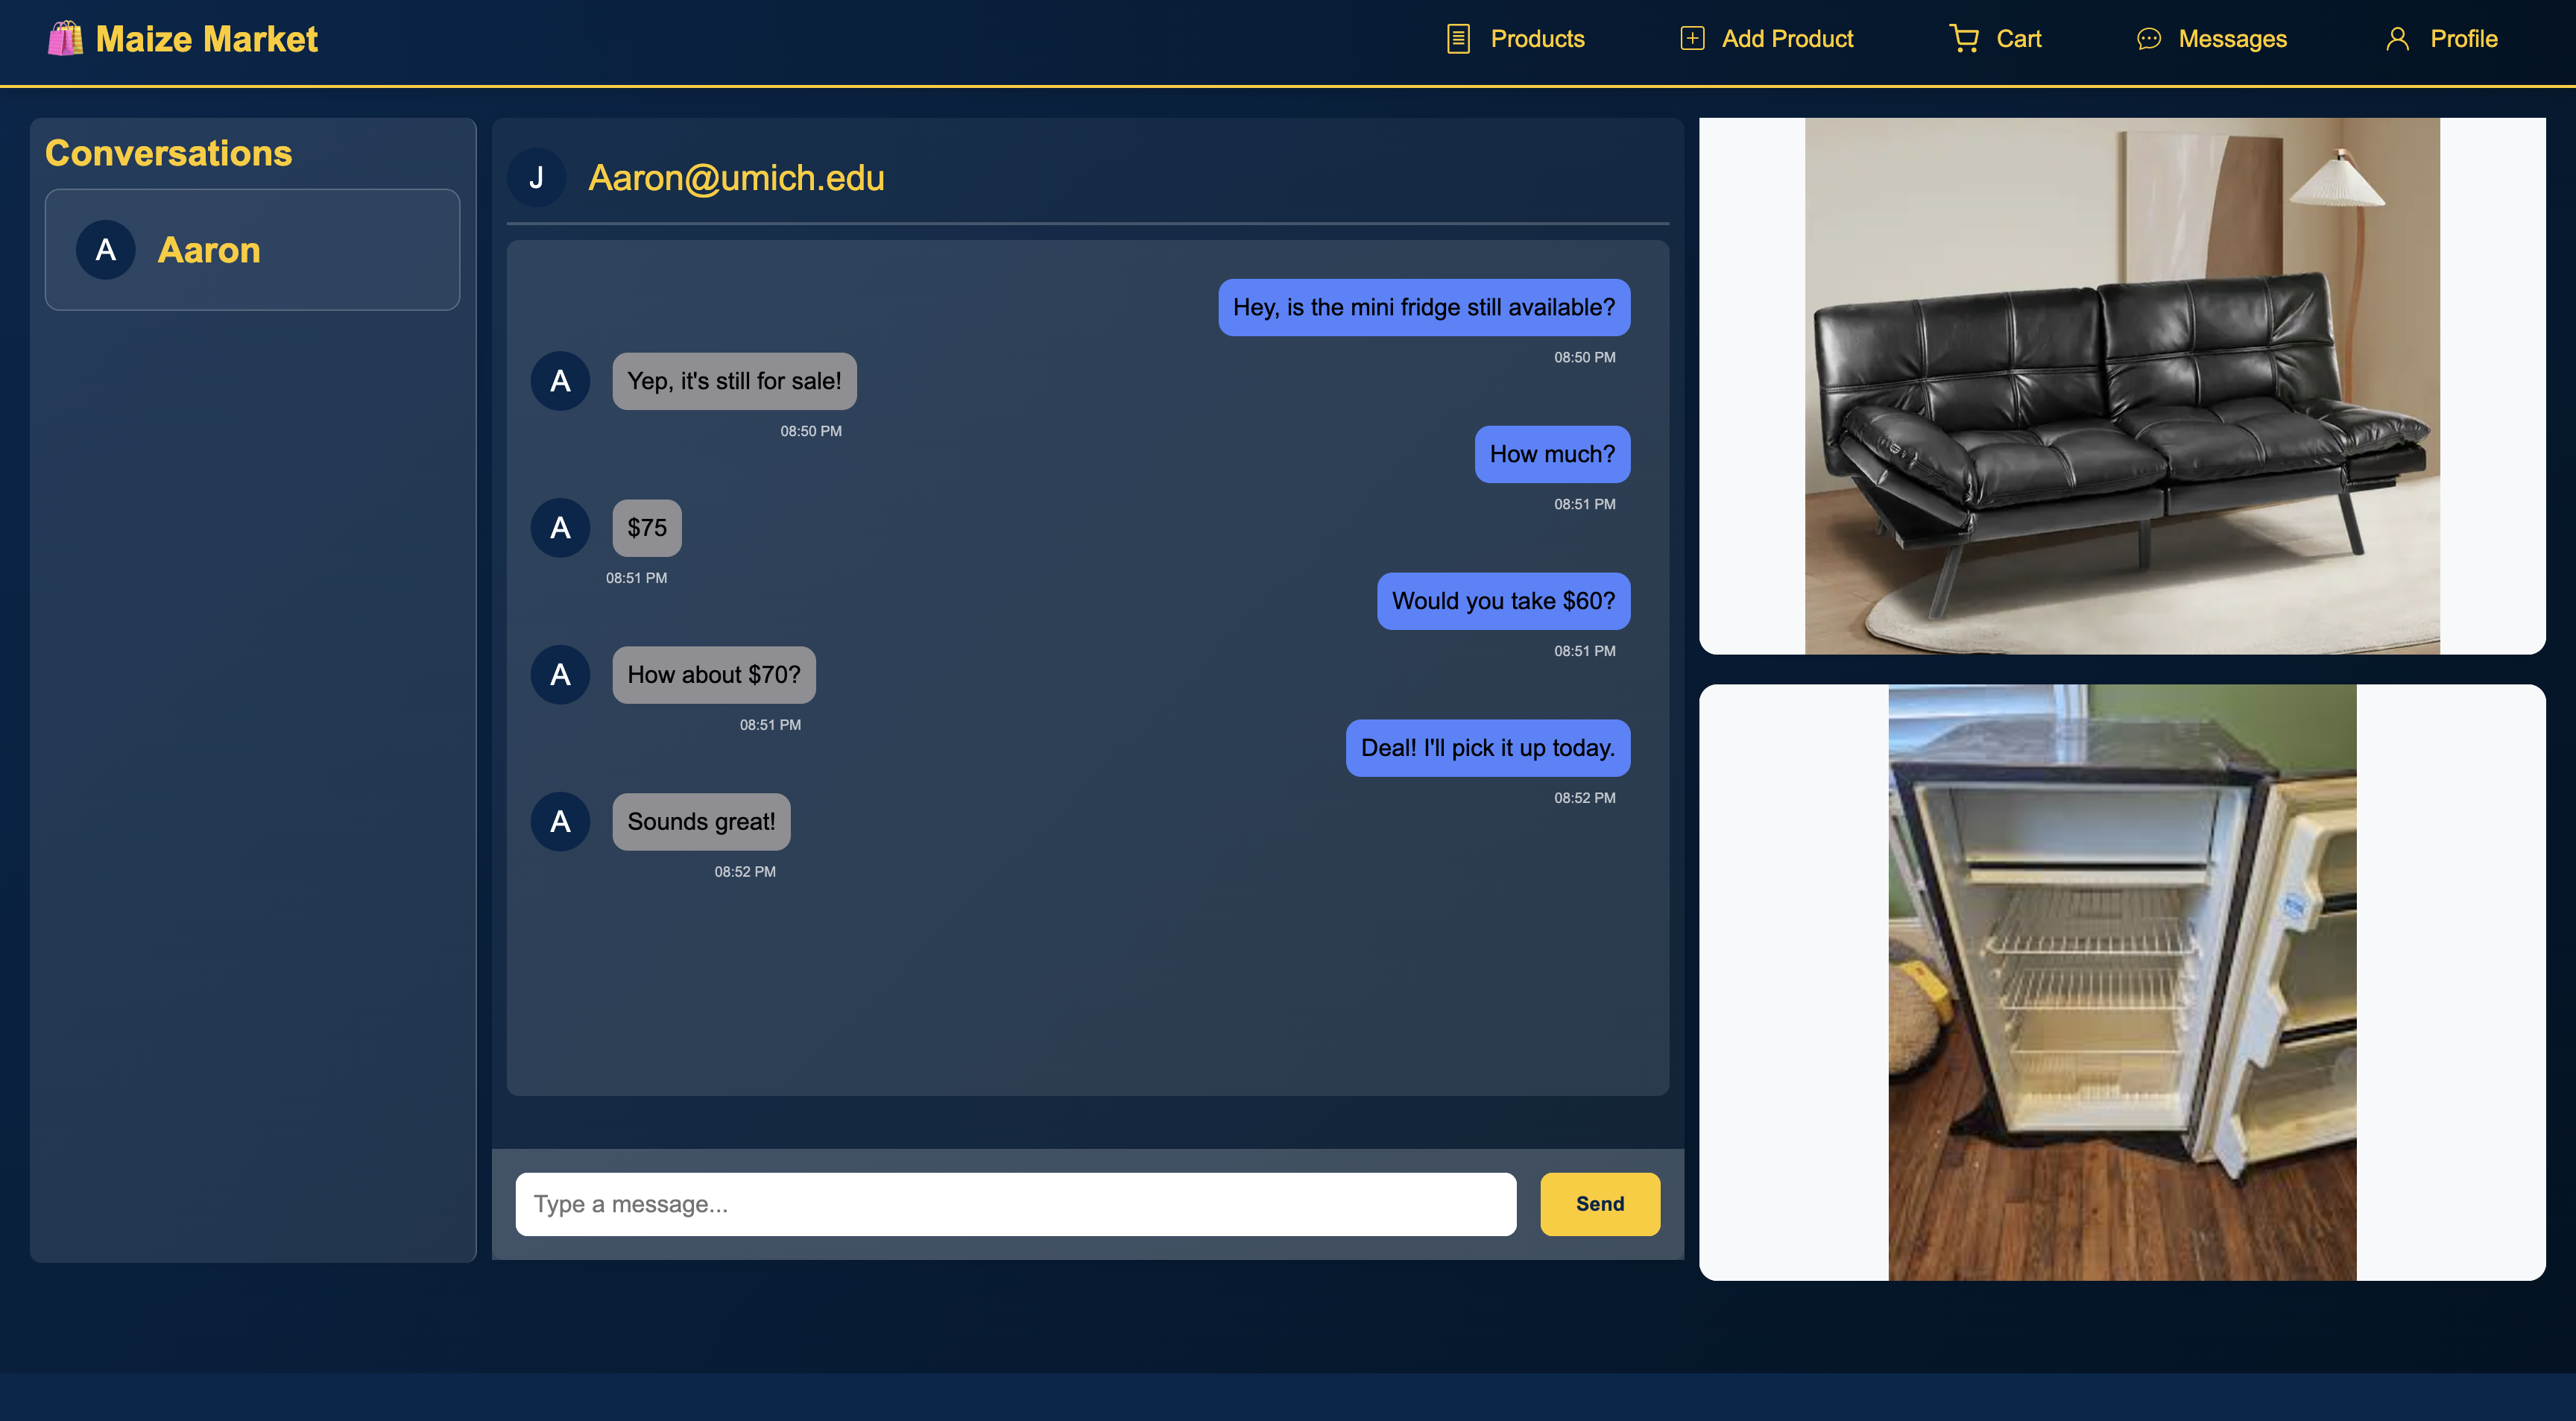 Maize Market
Products
Add Product
Cart
Messages
Profile
Conversations
A
Aaron
J
Aaron@umich.edu
Hey, is the mini fridge still available?
08:50 PM
A
Yep, it's still for sale!
08:50 PM
How much?
08:51 PM
A
$75
08:51 PM
Would you take $60?
08:51 PM
A
How about $70?
08:51 PM
Deal! I'll pick it up today.
08:52 PM
A
Sounds great!
08:52 PM
Type a message...
Send